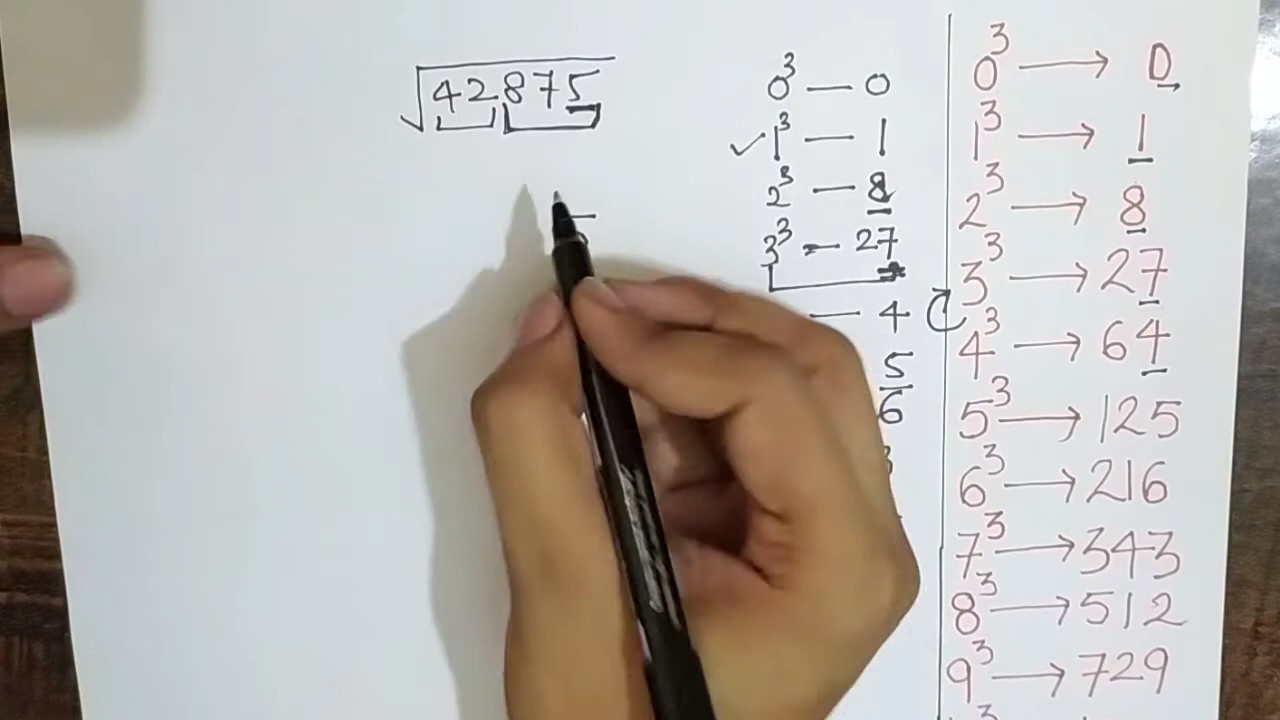 √42875
0³ — 0
✓1³ — 1
2³ — 8
3³ — 27
— 4
5
6
0³ → 0
1³ → 1
2³ → 8
3³ → 27
4³ → 64
5³ → 125
6³ → 216
7³ → 343
8³ → 512
9³ → 729